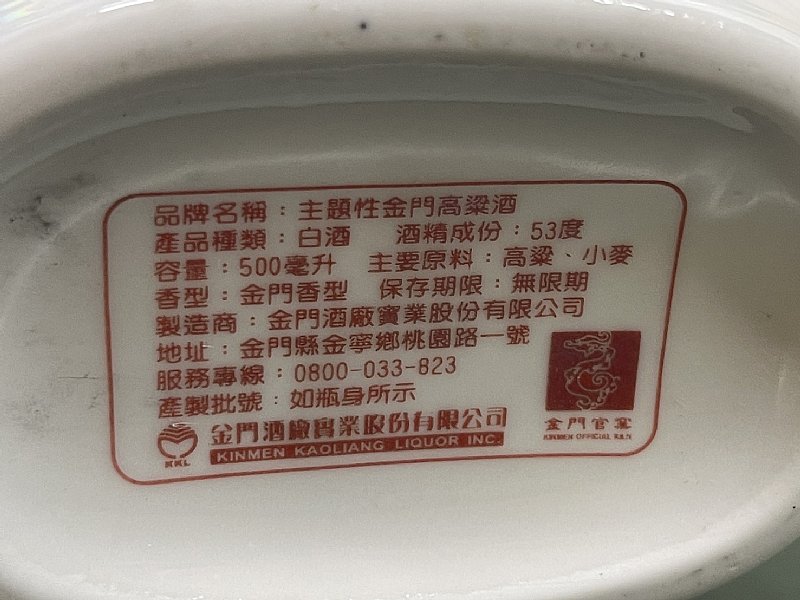 品牌名稱：主題性金門高粱酒
產品種類：白酒　酒精成份：53度
容量：500毫升　主要原料：高粱、小麥
香型：金門香型　保存期限：無限期
製造商：金門酒廠實業股份有限公司
地址：金門縣金寧鄉桃園路一號
服務專線：0800-033-823
產製批號：如瓶身所示
KKL
金門酒廠實業股份有限公司
KINMEN KAOLIANG LIQUOR INC.
金門官窯
KINMEN OFFICIAL KILN